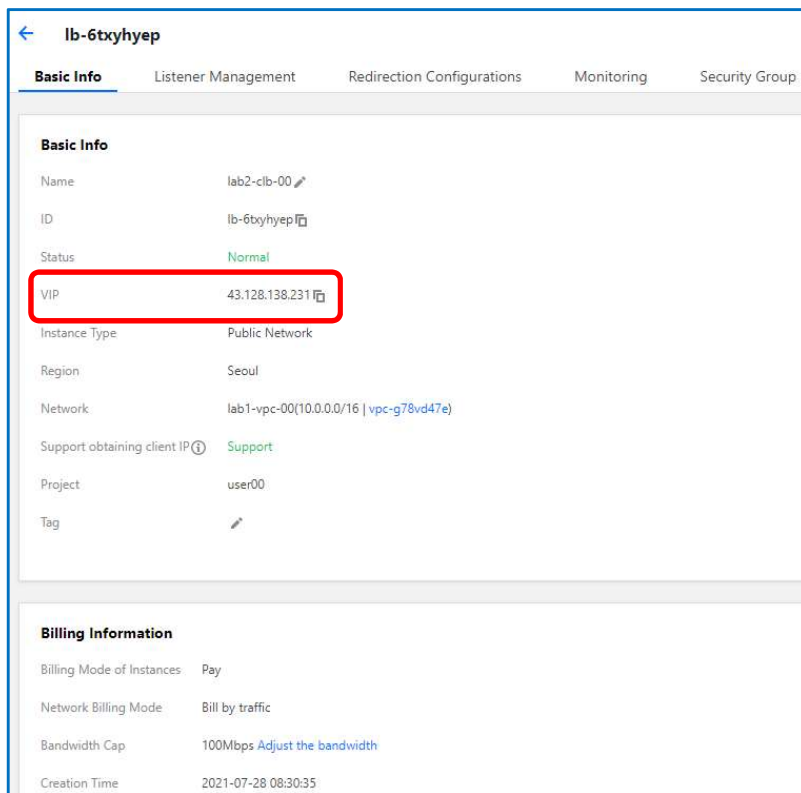 lb-6txyhyep
Basic Info Listener Management Redirection Configurations Monitoring Security Group
Basic Info
Name lab2-clb-00
ID lb-6txyhyep
Status Normal
VIP 43.128.138.231
Instance Type Public Network
Region Seoul
Network lab1-vpc-00(10.0.0.0/16 | vpc-g78vd47e)
Support obtaining client IP Support
Project user00
Tag
Billing Information
Billing Mode of Instances Pay
Network Billing Mode Bill by traffic
Bandwidth Cap 100Mbps Adjust the bandwidth
Creation Time 2021-07-28 08:30:35